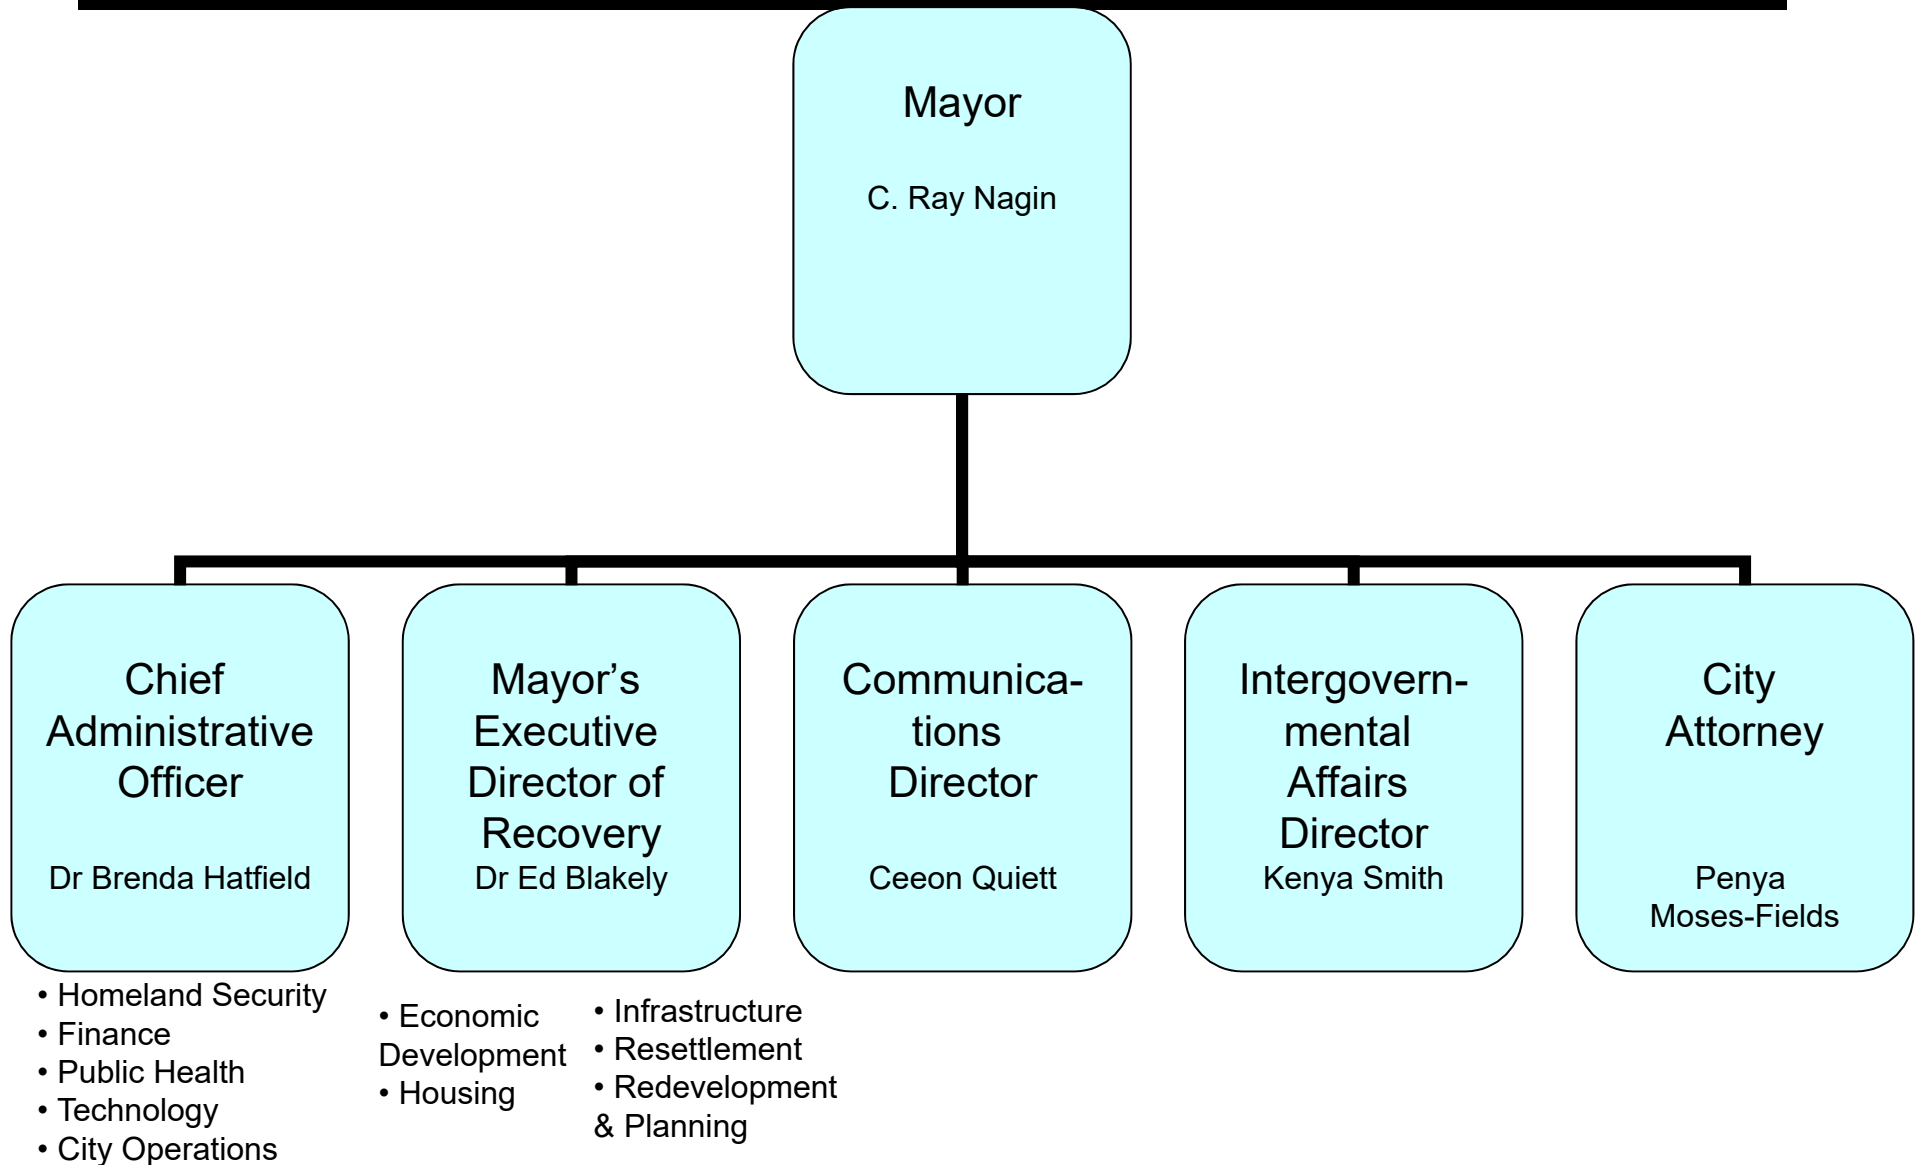 Mayor
C. Ray Nagin
Chief
Administrative
Officer
Dr Brenda Hatfield
Mayor’s
Executive
Director of
Recovery
Dr Ed Blakely
Communica-
tions
Director
Ceeon Quiett
Intergovern-
mental
Affairs
Director
Kenya Smith
City
Attorney
Penya
Moses-Fields
• Homeland Security
• Finance
• Public Health
• Technology
• City Operations
• Economic
Development
• Housing
• Infrastructure
• Resettlement
• Redevelopment
& Planning